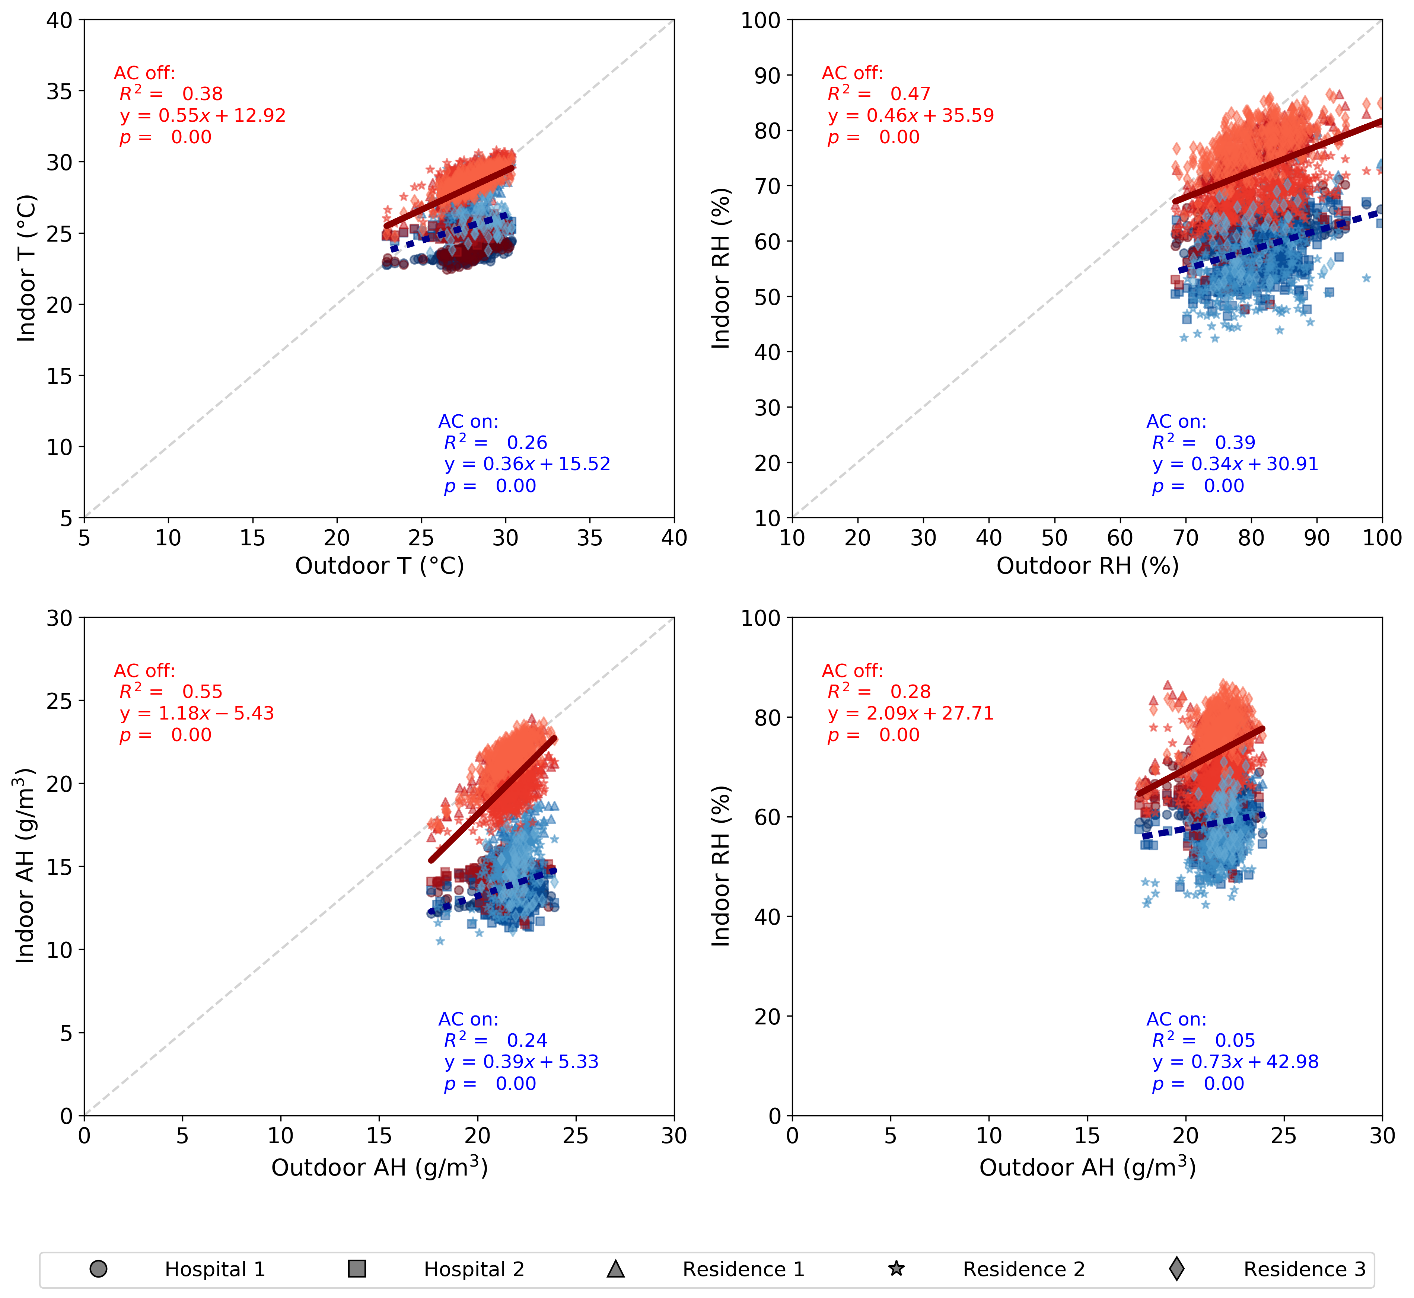 40
35
30
25
20
15
10
5
Indoor T (°C)
AC off:
R² = 0.38
y = 0.55x + 12.92
p = 0.00
AC on:
R² = 0.26
y = 0.36x + 15.52
p = 0.00
5 10 15 20 25 30 35 40
Outdoor T (°C)
100
90
80
70
60
50
40
30
20
10
Indoor RH (%)
AC off:
R² = 0.47
y = 0.46x + 35.59
p = 0.00
AC on:
R² = 0.39
y = 0.34x + 30.91
p = 0.00
10 20 30 40 50 60 70 80 90 100
Outdoor RH (%)
30
25
20
15
10
5
0
Indoor AH (g/m³)
AC off:
R² = 0.55
y = 1.18x − 5.43
p = 0.00
AC on:
R² = 0.24
y = 0.39x + 5.33
p = 0.00
0 5 10 15 20 25 30
Outdoor AH (g/m³)
100
80
60
40
20
0
Indoor RH (%)
AC off:
R² = 0.28
y = 2.09x + 27.71
p = 0.00
AC on:
R² = 0.05
y = 0.73x + 42.98
p = 0.00
0 5 10 15 20 25 30
Outdoor AH (g/m³)
Hospital 1 Hospital 2 Residence 1 Residence 2 Residence 3